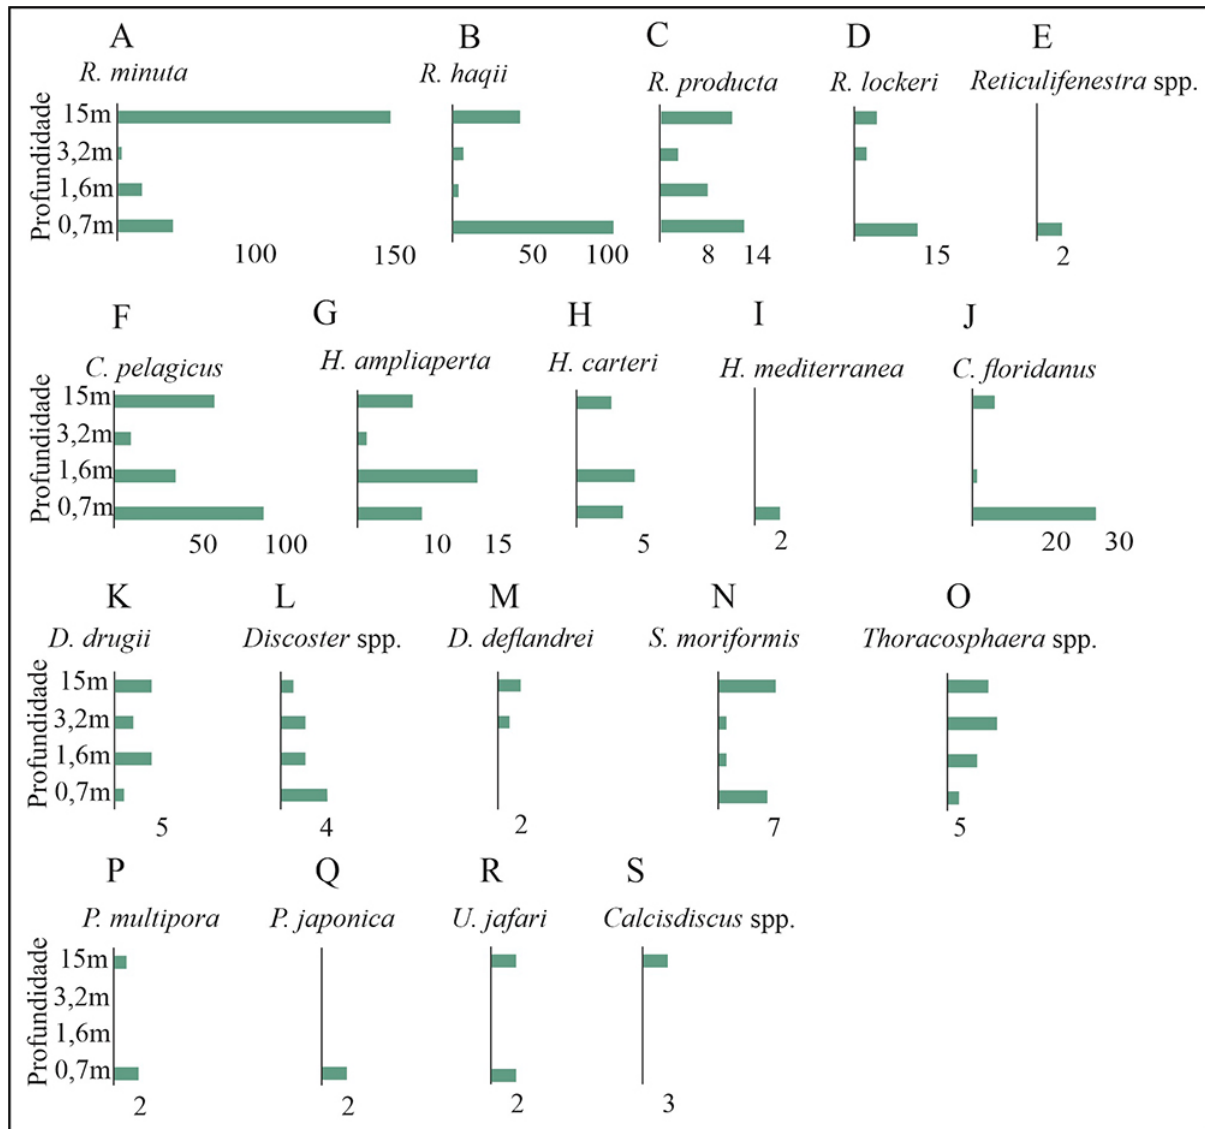 A B C D E
R. minuta R. haqii R. producta R. lockeri Reticulifenestra spp.
Profundidade
15m
3,2m
1,6m
0,7m
100 150 50 100 8 14 15 2
F G H I J
C. pelagicus H. ampliaperta H. carteri H. mediterranea C. floridanus
Profundidade
15m
3,2m
1,6m
0,7m
50 100 10 15 5 2 20 30
K L M N O
D. drugii Discoster spp. D. deflandrei S. moriformis Thoracosphaera spp.
Profundidade
15m
3,2m
1,6m
0,7m
5 4 2 7 5
P Q R S
P. multipora P. japonica U. jafari Calcisdiscus spp.
Profundidade
15m
3,2m
1,6m
0,7m
2 2 2 3